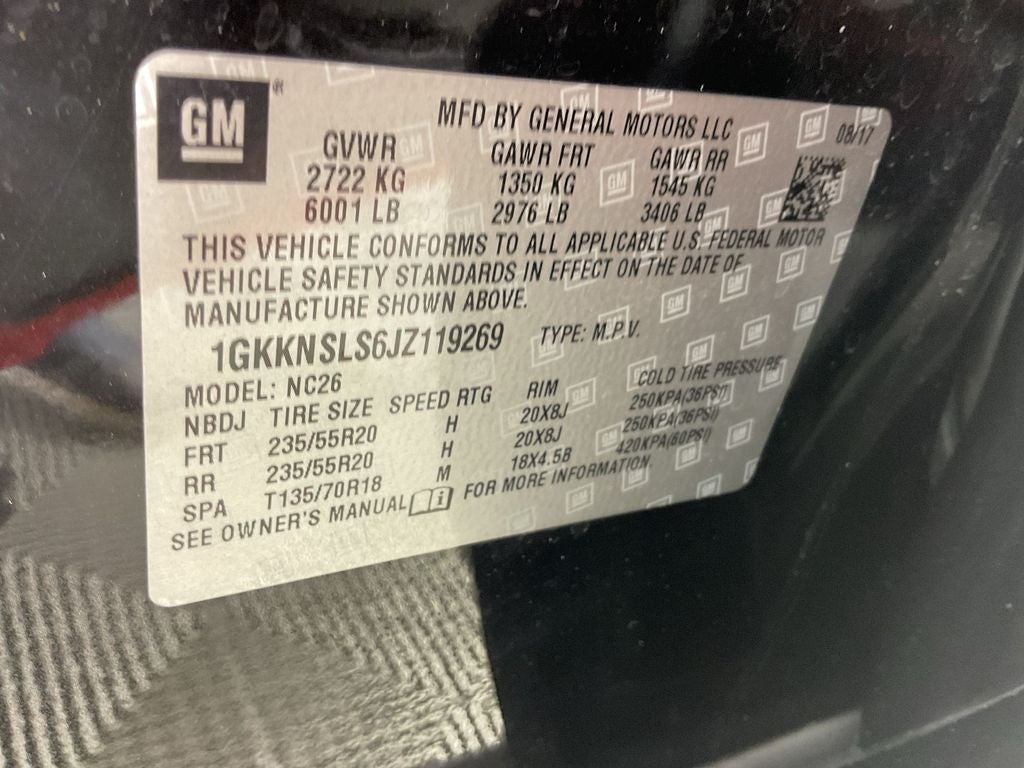 GM ®
MFD BY GENERAL MOTORS LLC 08/17
GVWR GAWR FRT GAWR RR
2722 KG 1350 KG 1545 KG
6001 LB 2976 LB 3406 LB
THIS VEHICLE CONFORMS TO ALL APPLICABLE U.S. FEDERAL MOTOR
VEHICLE SAFETY STANDARDS IN EFFECT ON THE DATE OF
MANUFACTURE SHOWN ABOVE.
1GKKNSLS6JZ119269 TYPE: M.P.V.
MODEL: NC26
NBDJ TIRE SIZE SPEED RTG RIM COLD TIRE PRESSURE
FRT 235/55R20 H 20X8J 250KPA(36PSI)
RR 235/55R20 H 20X8J 250KPA(36PSI)
SPA T135/70R18 M 18X4.5B 420KPA(60PSI)
SEE OWNER'S MANUAL i FOR MORE INFORMATION.